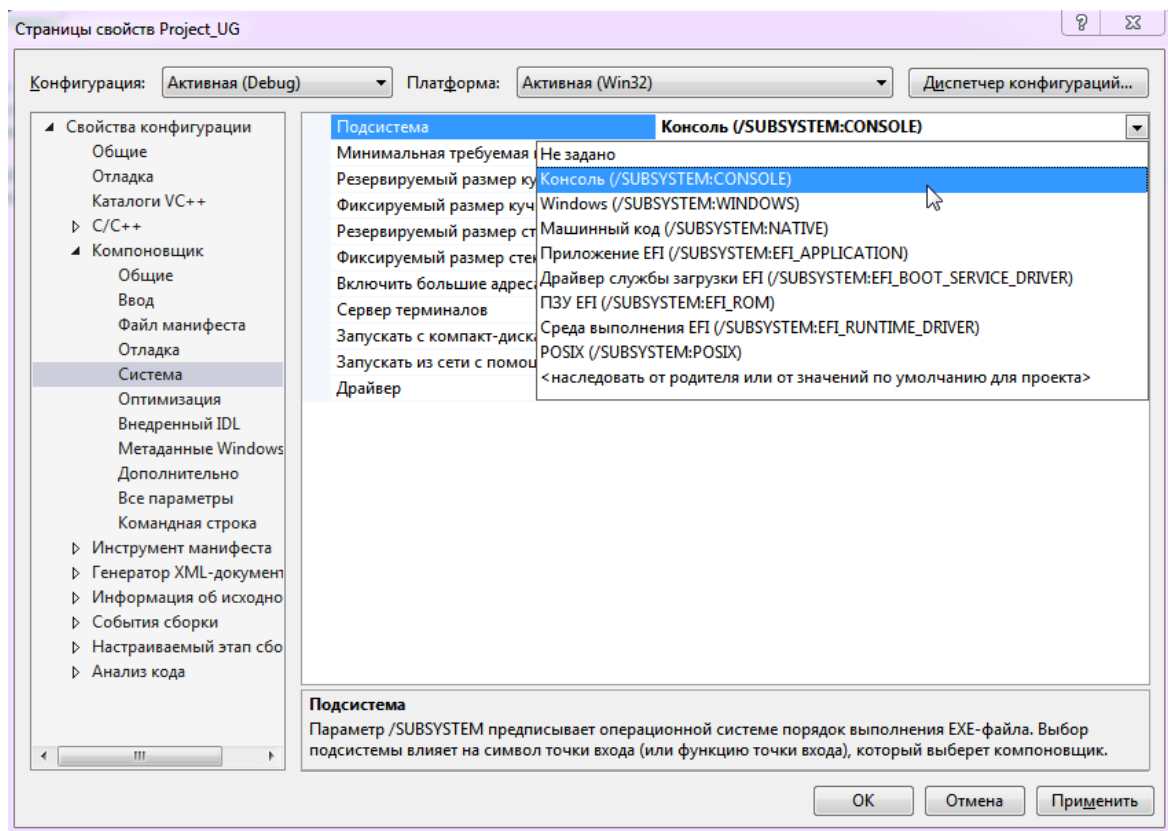 Страницы свойств Project_UG
Конфигурация: Активная (Debug) Платформа: Активная (Win32) Диспетчер конфигураций...
Свойства конфигурации
Общие
Отладка
Каталоги VC++
C/C++
Компоновщик
Общие
Ввод
Файл манифеста
Отладка
Система
Оптимизация
Внедренный IDL
Метаданные Windows
Дополнительно
Все параметры
Командная строка
Инструмент манифеста
Генератор XML-документ
Информация об исходно
События сборки
Настраиваемый этап сбо
Анализ кода
Подсистема Консоль (/SUBSYSTEM:CONSOLE)
Минимальная требуемая
Резервируемый размер ку
Фиксируемый размер куч
Резервируемый размер ст
Фиксируемый размер стек
Включить большие адреса
Сервер терминалов
Запускать с компакт-диска
Запускать из сети с помощ
Драйвер
Не задано
Консоль (/SUBSYSTEM:CONSOLE)
Windows (/SUBSYSTEM:WINDOWS)
Машинный код (/SUBSYSTEM:NATIVE)
Приложение EFI (/SUBSYSTEM:EFI_APPLICATION)
Драйвер службы загрузки EFI (/SUBSYSTEM:EFI_BOOT_SERVICE_DRIVER)
ПЗУ EFI (/SUBSYSTEM:EFI_ROM)
Среда выполнения EFI (/SUBSYSTEM:EFI_RUNTIME_DRIVER)
POSIX (/SUBSYSTEM:POSIX)
<наследовать от родителя или от значений по умолчанию для проекта>
Подсистема
Параметр /SUBSYSTEM предписывает операционной системе порядок выполнения EXE-файла. Выбор
подсистемы влияет на символ точки входа (или функцию точки входа), который выберет компоновщик.
OK Отмена Применить